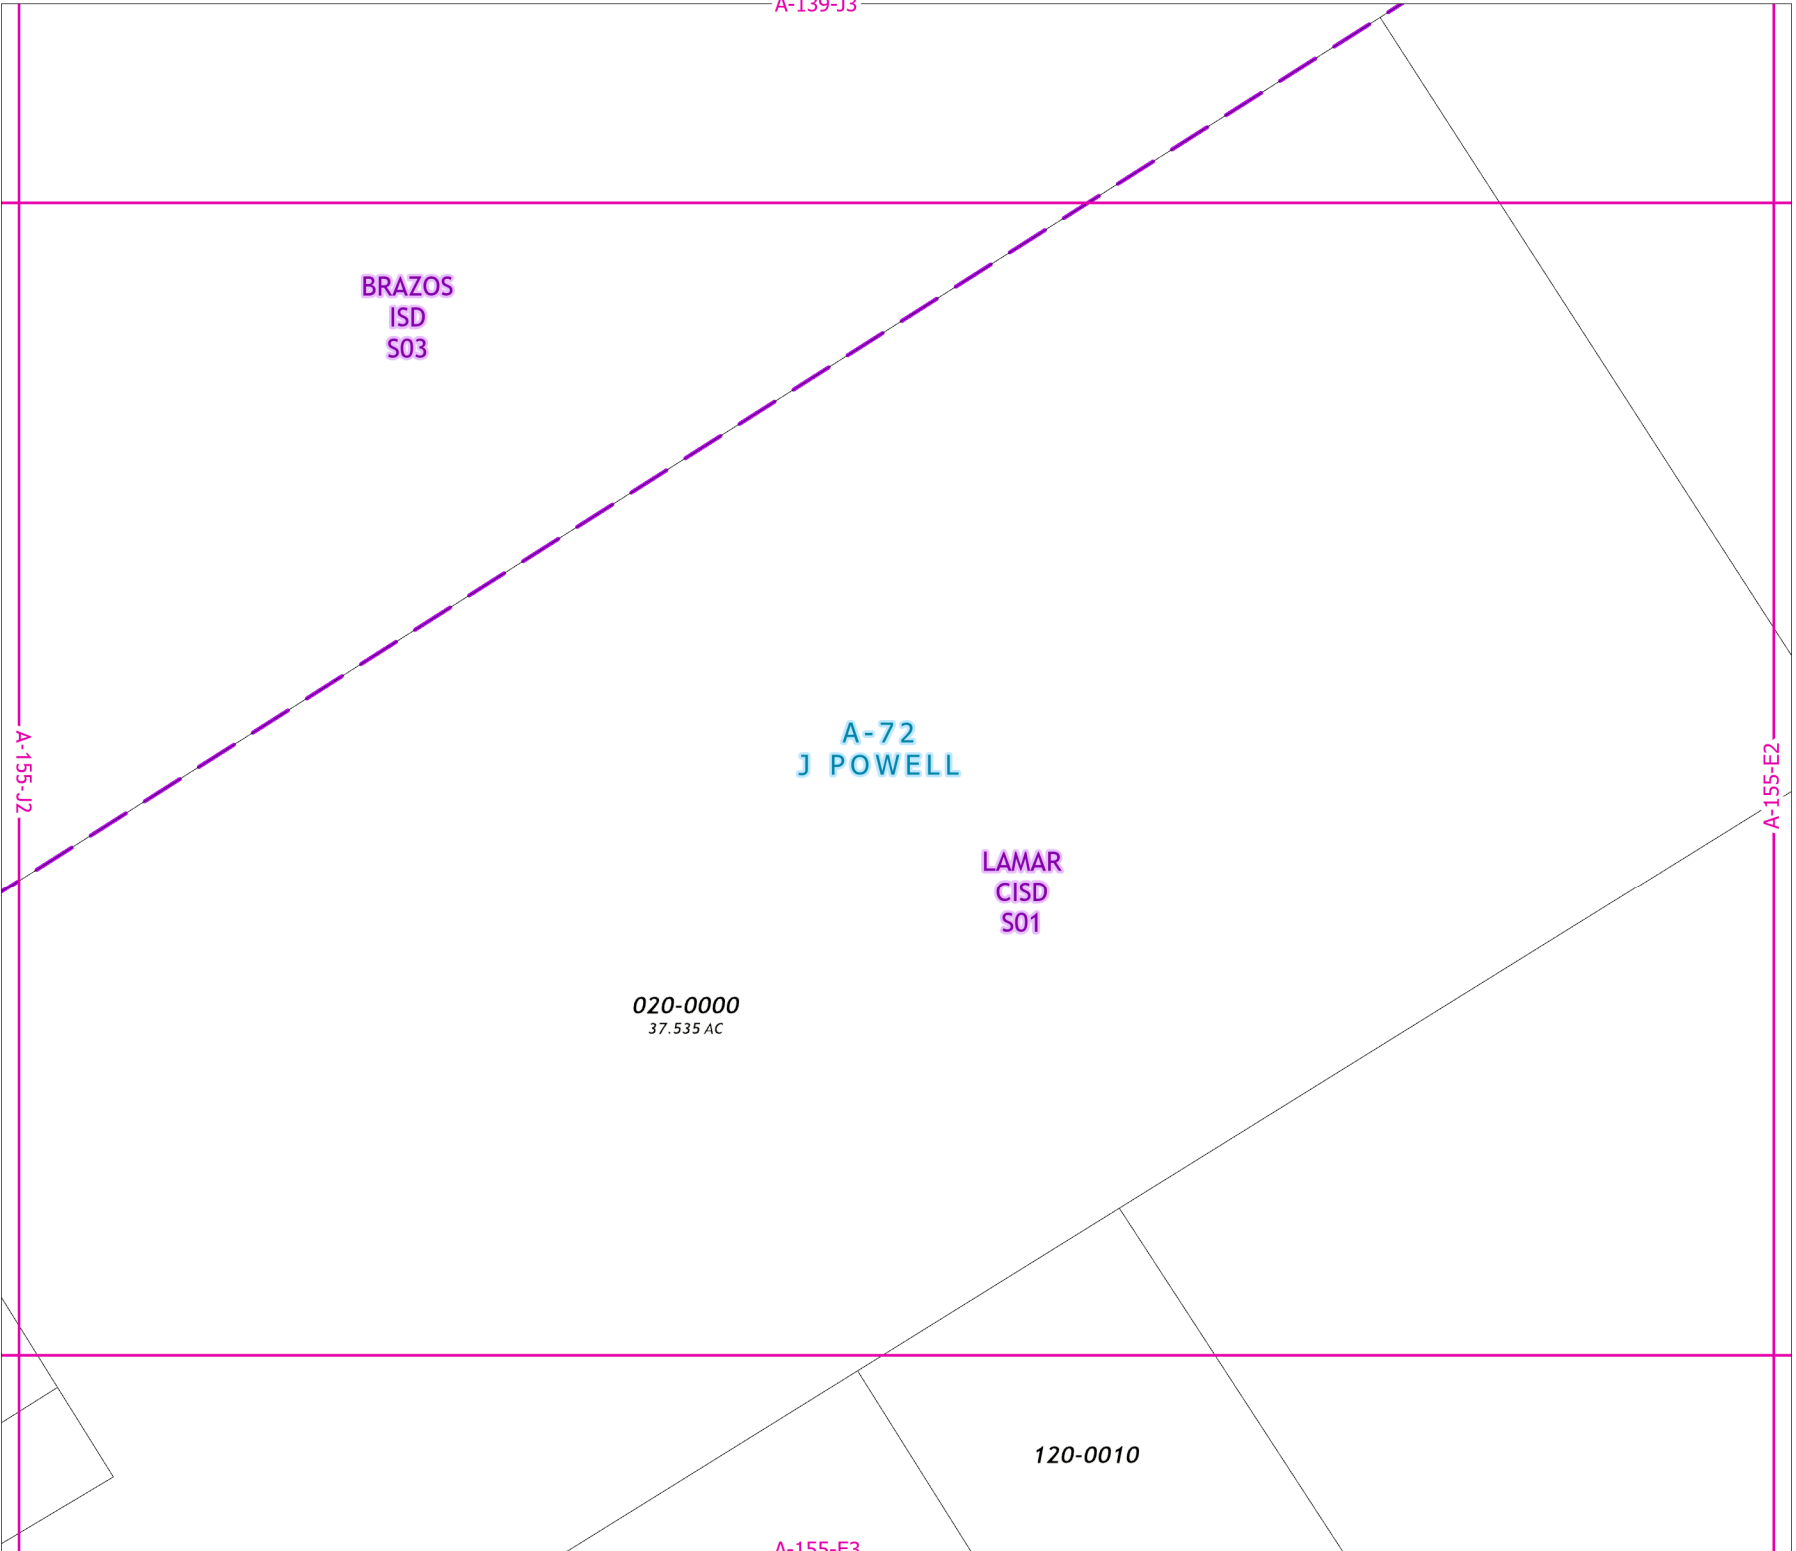 A-139-J3
BRAZOS
ISD
S03
A-72
J POWELL
A-155-J2
A-155-E2
LAMAR
CISD
S01
020-0000
37.535 AC
120-0010
A-155-E3